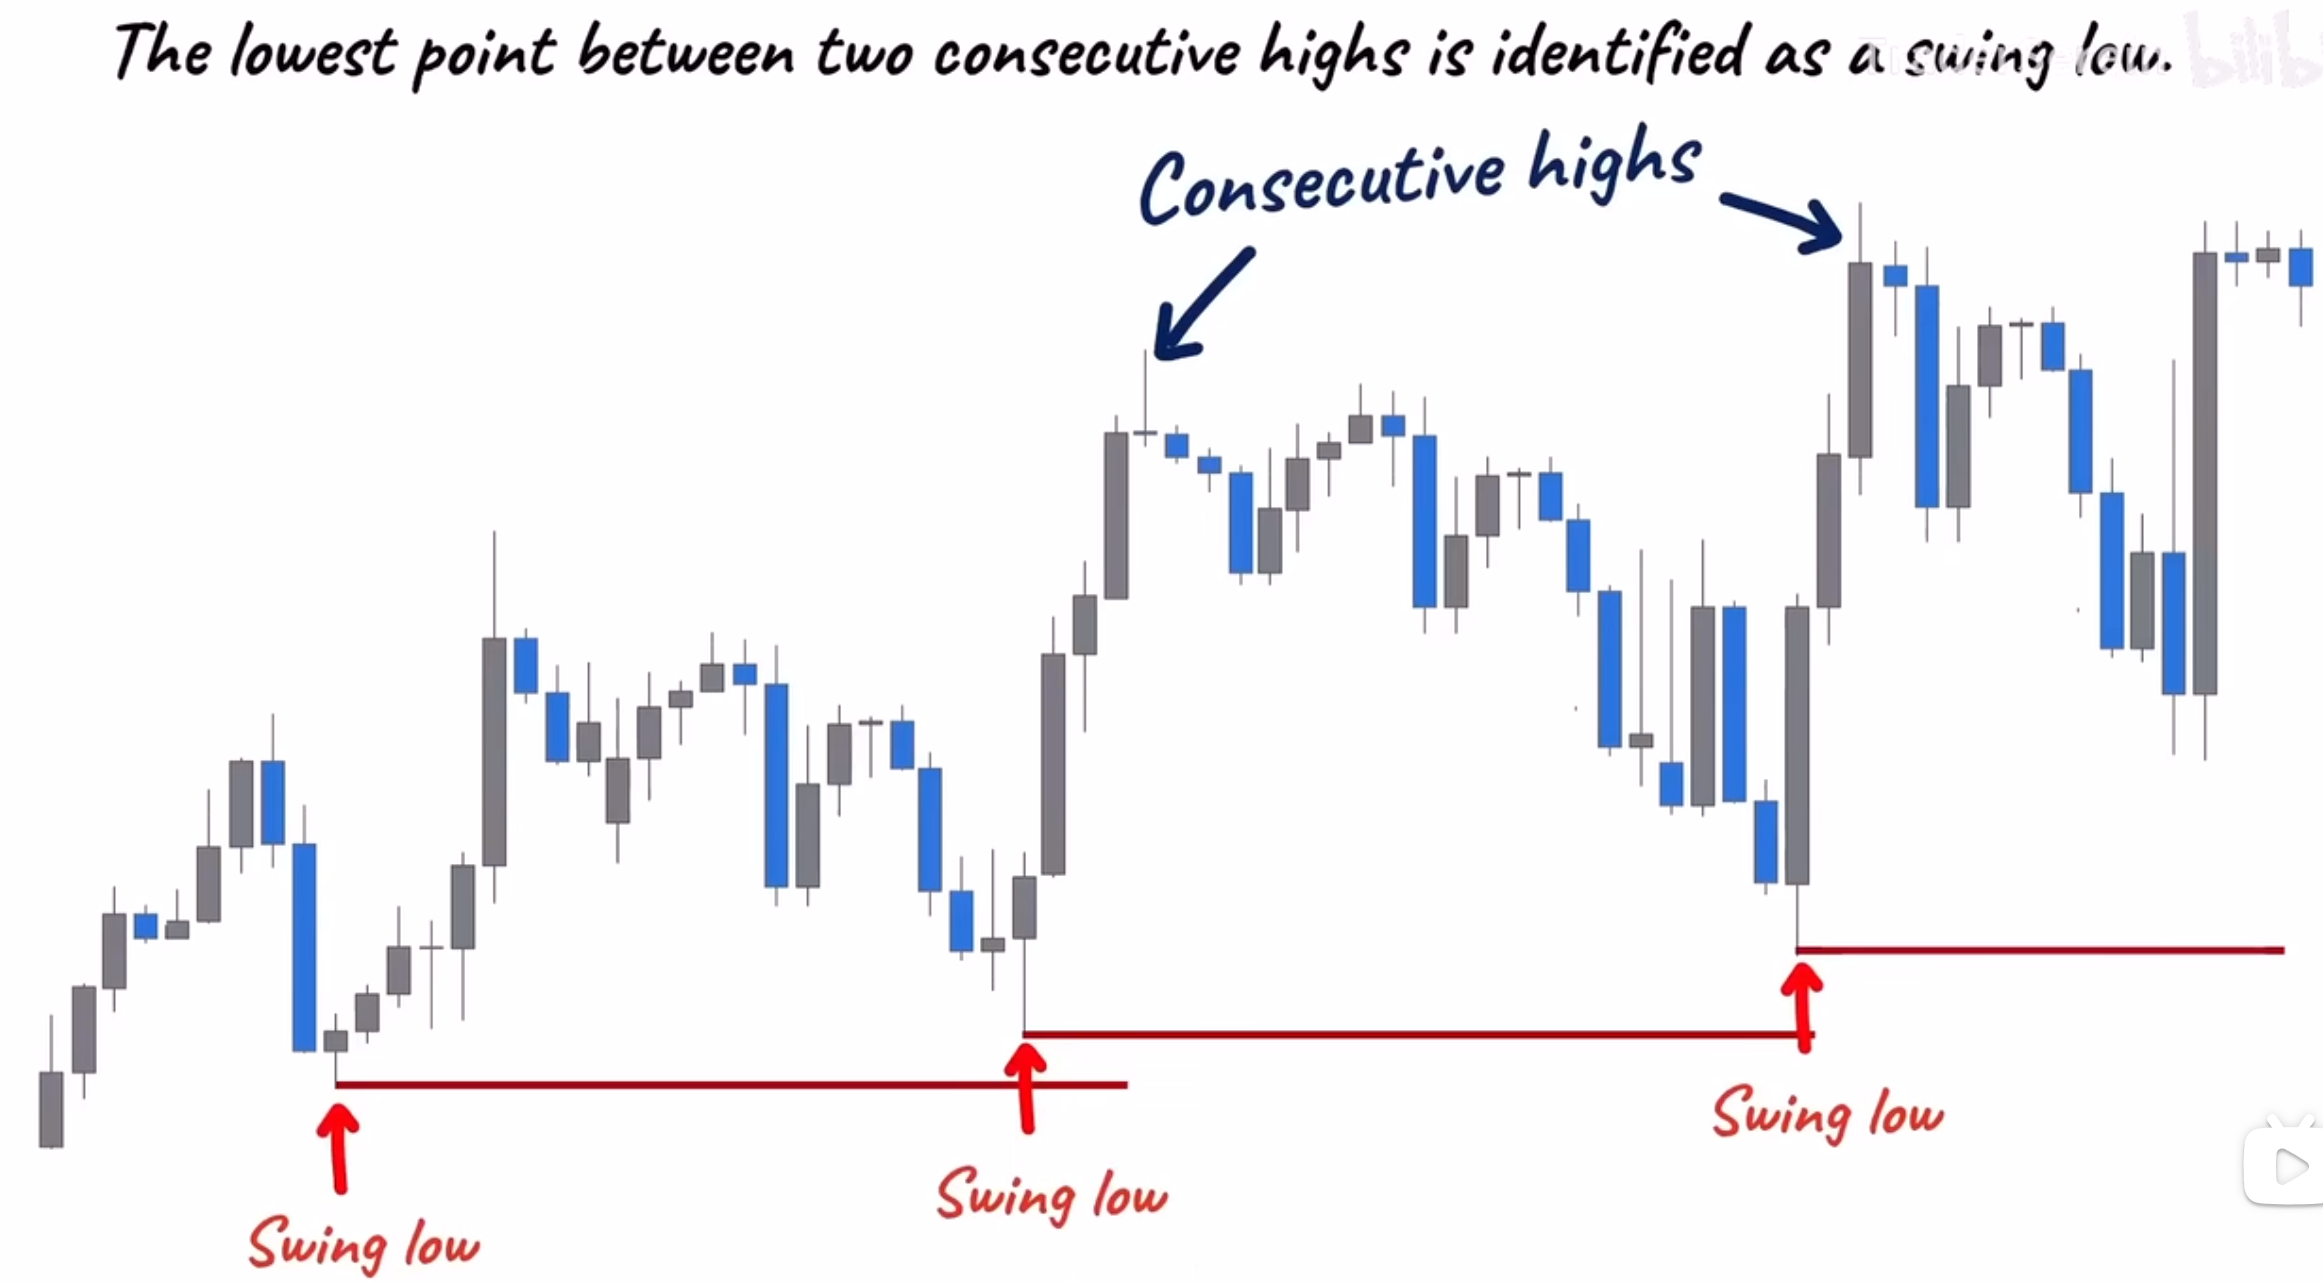 The lowest point between two consecutive highs is identified as a swing low.
bilib
Consecutive highs
Swing low
Swing low
Swing low